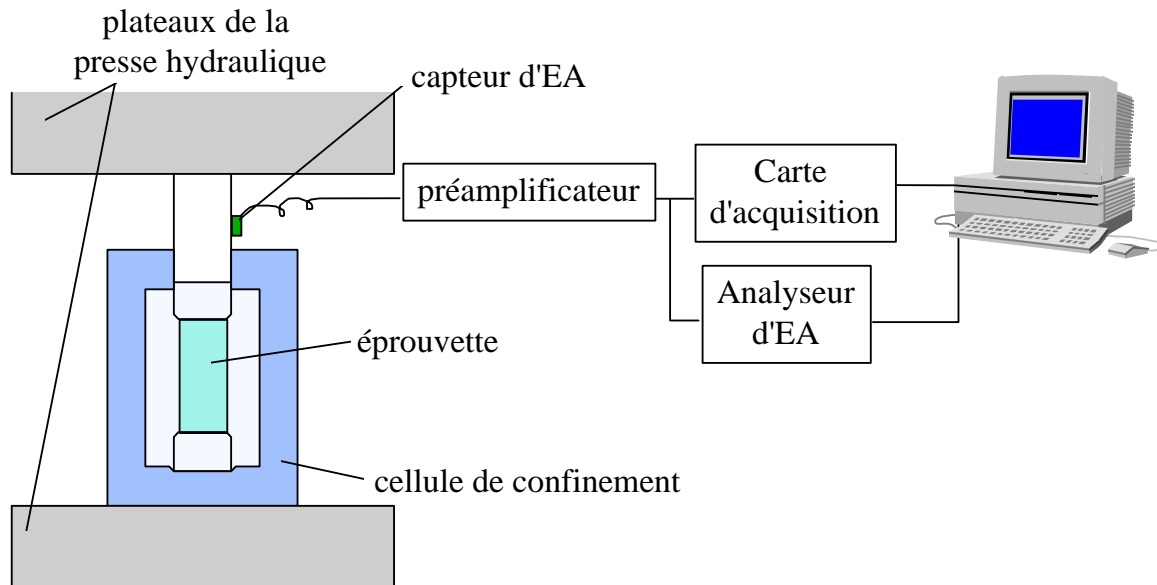 plateaux de la
presse hydraulique
capteur d'EA
préamplificateur
Carte
d'acquisition
Analyseur
d'EA
éprouvette
cellule de confinement